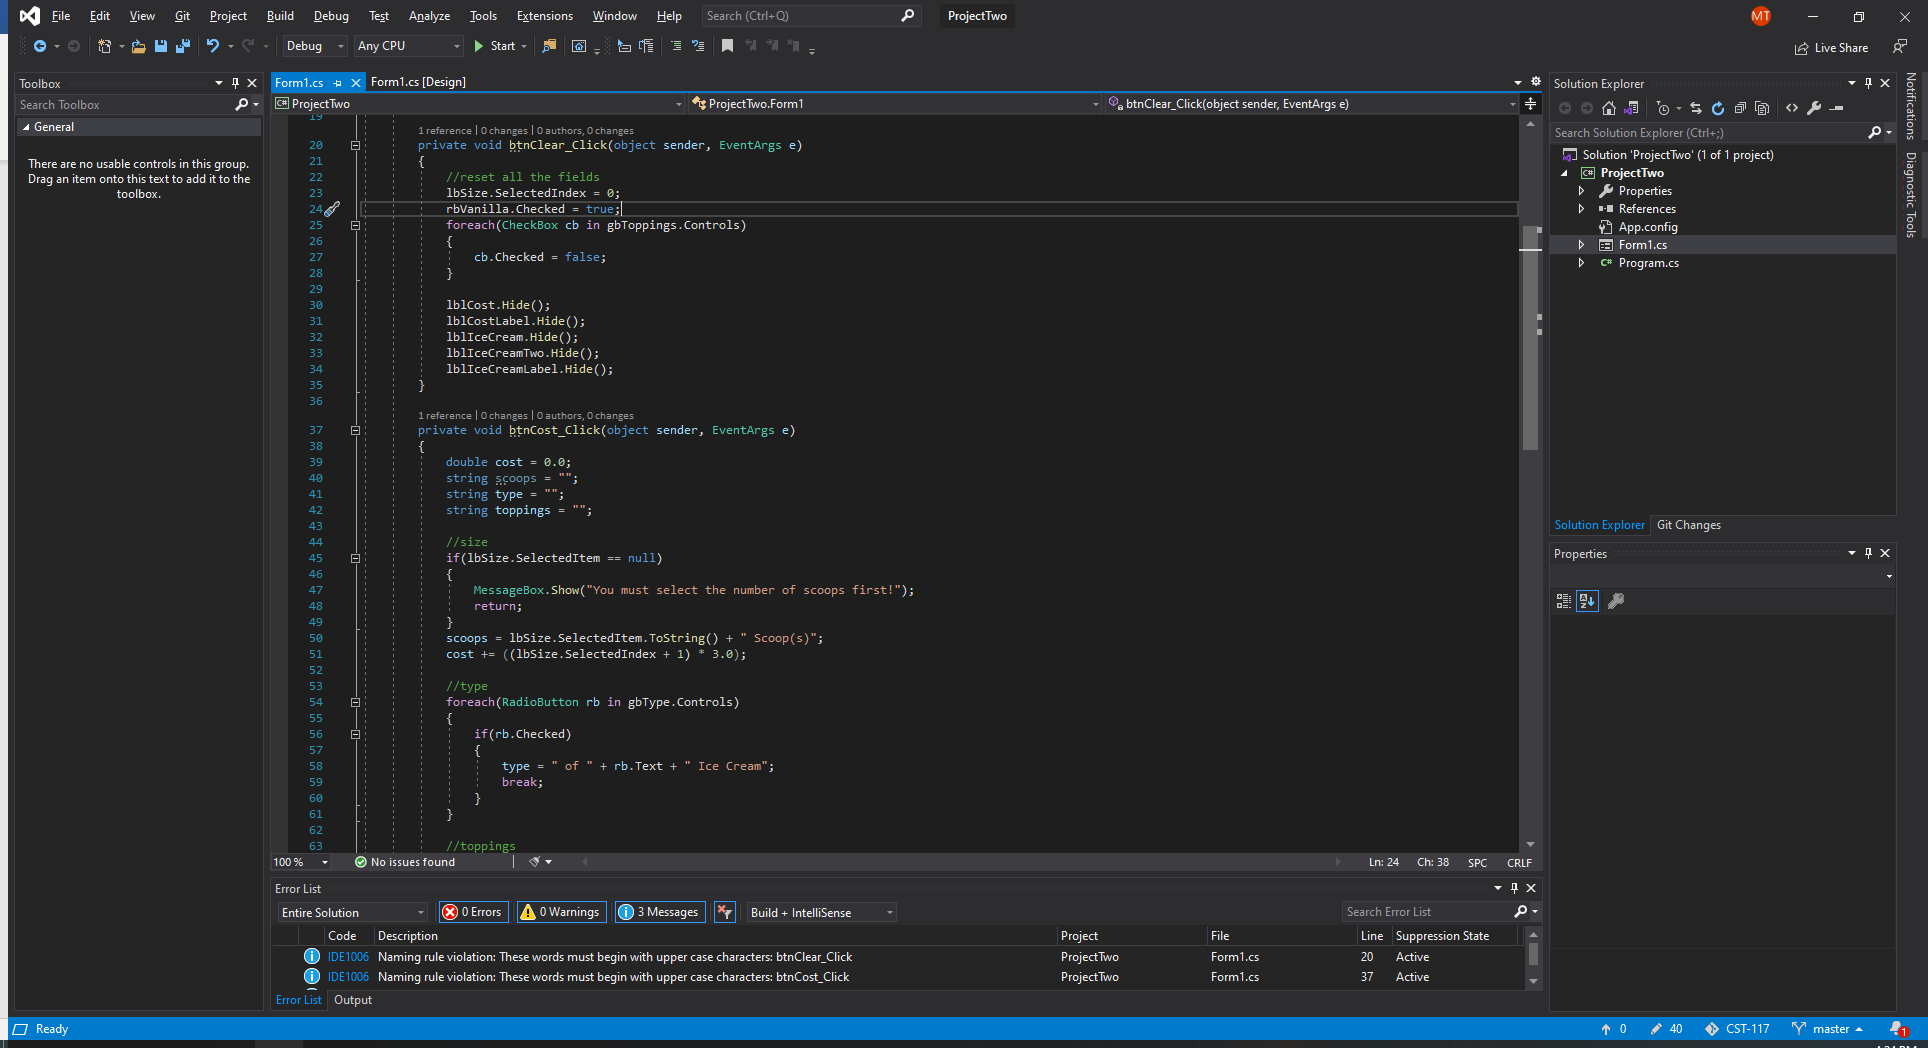 File Edit View Git Project Build Debug Test Analyze Tools Extensions Window Help Search (Ctrl+Q) ProjectTwo MT
Debug Any CPU Start Live Share
Toolbox
Search Toolbox
General
There are no usable controls in this group.
Drag an item onto this text to add it to the
toolbox.
Form1.cs Form1.cs [Design]
ProjectTwo ProjectTwo.Form1 btnClear_Click(object sender, EventArgs e)
19
1 reference | 0 changes | 0 authors, 0 changes
20 private void btnClear_Click(object sender, EventArgs e)
21 {
22 //reset all the fields
23 lbSize.SelectedIndex = 0;
24 rbVanilla.Checked = true;
25 foreach(CheckBox cb in gbToppings.Controls)
26 {
27 cb.Checked = false;
28 }
29
30 lblCost.Hide();
31 lblCostLabel.Hide();
32 lblIceCream.Hide();
33 lblIceCreamTwo.Hide();
34 lblIceCreamLabel.Hide();
35 }
36
1 reference | 0 changes | 0 authors, 0 changes
37 private void btnCost_Click(object sender, EventArgs e)
38 {
39 double cost = 0.0;
40 string scoops = "";
41 string type = "";
42 string toppings = "";
43
44 //size
45 if(lbSize.SelectedItem == null)
46 {
47 MessageBox.Show("You must select the number of scoops first!");
48 return;
49 }
50 scoops = lbSize.SelectedItem.ToString() + " Scoop(s)";
51 cost += ((lbSize.SelectedIndex + 1) * 3.0);
52
53 //type
54 foreach(RadioButton rb in gbType.Controls)
55 {
56 if(rb.Checked)
57 {
58 type = " of " + rb.Text + " Ice Cream";
59 break;
60 }
61 }
62
63 //toppings
100 % No issues found Ln: 24 Ch: 38 SPC CRLF
Error List
Entire Solution 0 Errors 0 Warnings 3 Messages Build + IntelliSense Search Error List
Code Description Project File Line Suppression State
IDE1006 Naming rule violation: These words must begin with upper case characters: btnClear_Click ProjectTwo Form1.cs 20 Active
IDE1006 Naming rule violation: These words must begin with upper case characters: btnCost_Click ProjectTwo Form1.cs 37 Active
Error List Output
Solution Explorer
Search Solution Explorer (Ctrl+;)
Solution 'ProjectTwo' (1 of 1 project)
ProjectTwo
Properties
References
App.config
Form1.cs
Program.cs
Solution Explorer Git Changes
Properties
Notifications
Diagnostic Tools
Ready 0 40 CST-117 master 1